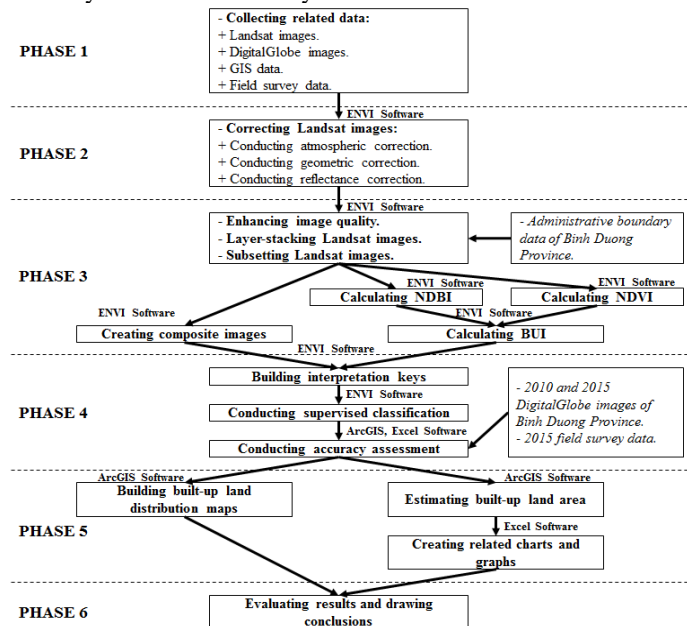 PHASE 1
- Collecting related data:
+ Landsat images.
+ DigitalGlobe images.
+ GIS data.
+ Field survey data.
ENVI Software
PHASE 2
- Correcting Landsat images:
+ Conducting atmospheric correction.
+ Conducting geometric correction.
+ Conducting reflectance correction.
ENVI Software
PHASE 3
- Enhancing image quality.
- Layer-stacking Landsat images.
- Subsetting Landsat images.
- Administrative boundary
data of Binh Duong
Province.
ENVI Software
ENVI Software
Calculating NDBI
Calculating NDVI
ENVI Software
ENVI Software
Creating composite images
Calculating BUI
ENVI Software
PHASE 4
Building interpretation keys
ENVI Software
Conducting supervised classification
ArcGIS, Excel Software
Conducting accuracy assessment
- 2010 and 2015
DigitalGlobe images of
Binh Duong Province.
- 2015 field survey data.
PHASE 5
ArcGIS Software
ArcGIS Software
Building built-up land
distribution maps
Estimating built-up land area
Excel Software
Creating related charts and
graphs
PHASE 6
Evaluating results and drawing
conclusions